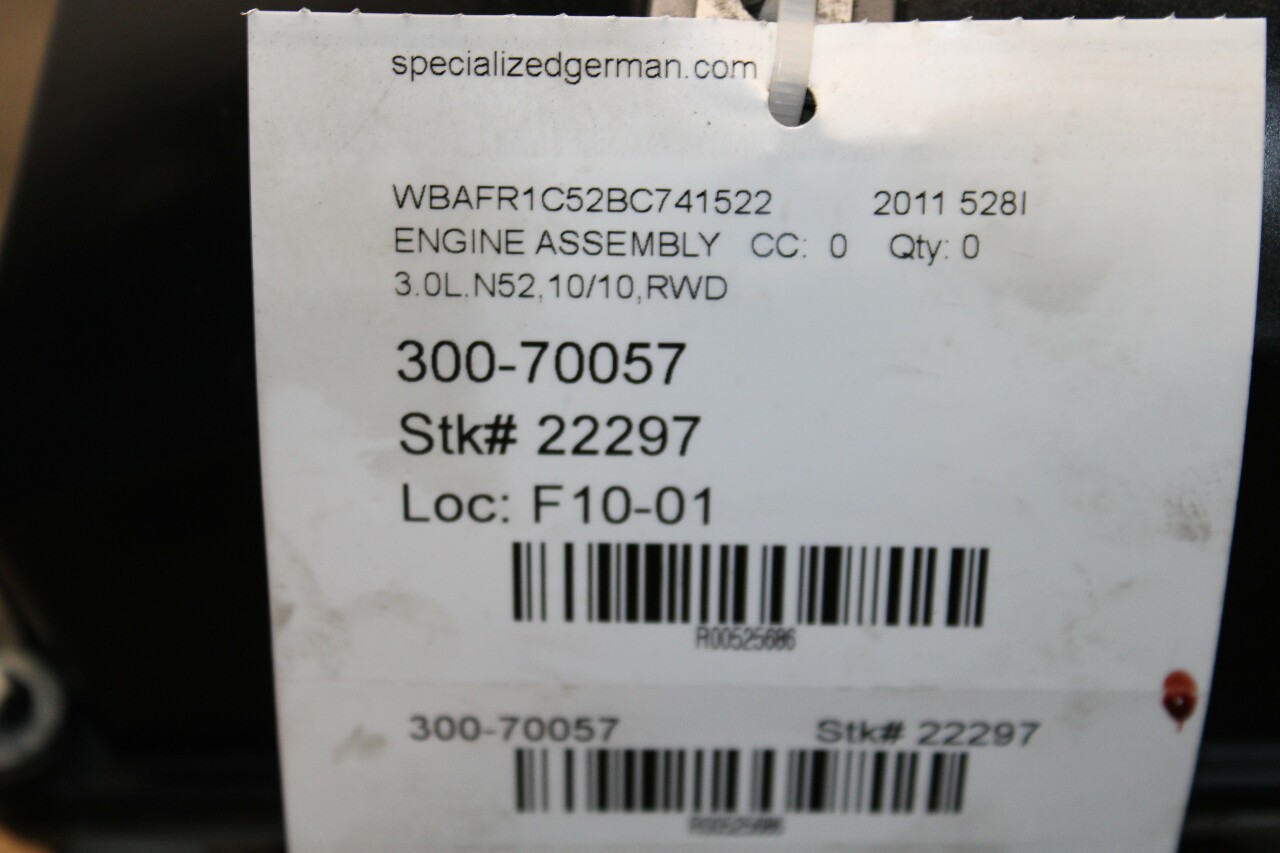 specializedgerman.com
WBAFR1C52BC741522 2011 528I
ENGINE ASSEMBLY CC: 0 Qty: 0
3.0L.N52,10/10,RWD
300-70057
Stk# 22297
Loc: F10-01
R00525686
300-70057 Stk# 22297
R00525686